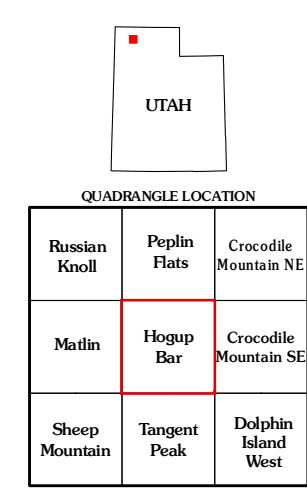 UTAH
QUADRANGLE LOCATION
Russian
Knoll
Peplin
Flats
Crocodile
Mountain NE
Matlin
Hogup
Bar
Crocodile
Mountain SE
Sheep
Mountain
Tangent
Peak
Dolphin
Island
West